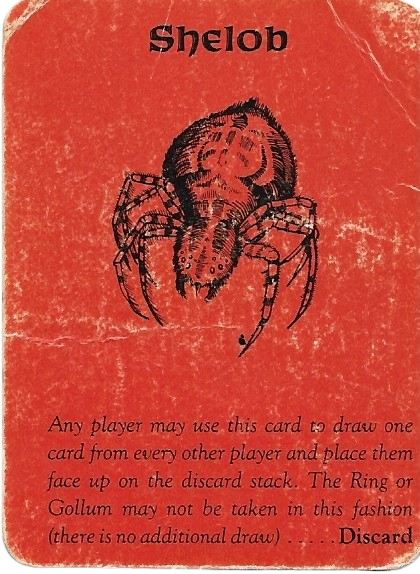 Shelob
Any player may use this card to draw one
card from every other player and place them
face up on the discard stack. The Ring or
Gollum may not be taken in this fashion
(there is no additional draw) . . . . . Discard